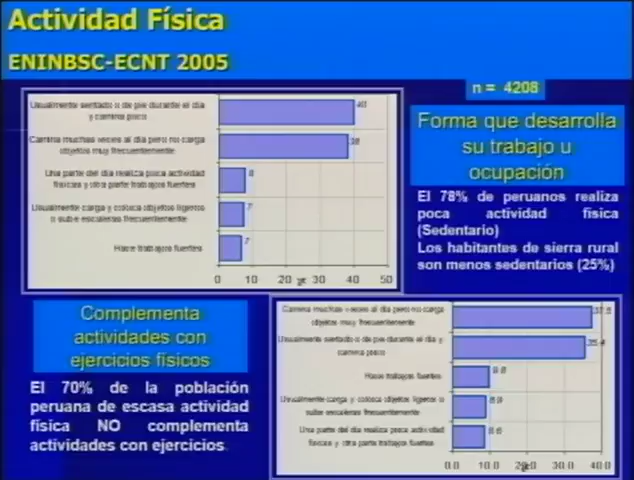 Actividad Física
ENINBSC-ECNT 2005
n = 4208
Usualmente sentado o de pie durante el día
y camina poco
40
Camina muchas veces al día pero no carga
objetos muy frecuentemente
38
Una parte del día realiza poca actividad
física y otra parte trabajos fuertes
8
Usualmente carga y coloca objetos ligeros
o sube escaleras frecuentemente
7
Hace trabajos fuertes
7
0 10 20 30 40 50
Forma que desarrolla
su trabajo u
ocupación
El 78% de peruanos realiza
poca actividad física
(Sedentario)
Los habitantes de sierra rural
son menos sedentarios (25%)
Complementa
actividades con
ejercicios físicos
El 70% de la población
peruana de escasa actividad
física NO complementa
actividades con ejercicios
Camina muchas veces al día pero no carga
objetos muy frecuentemente
Usualmente sentado o de pie durante el día y
camina poco
35.4
Hace trabajos fuertes
9.8
Usualmente carga y coloca objetos ligeros o
sube escaleras frecuentemente
8.9
Una parte del día realiza poca actividad
física y otra parte trabajos fuertes
8.6
0.0 10.0 30.0 40.0